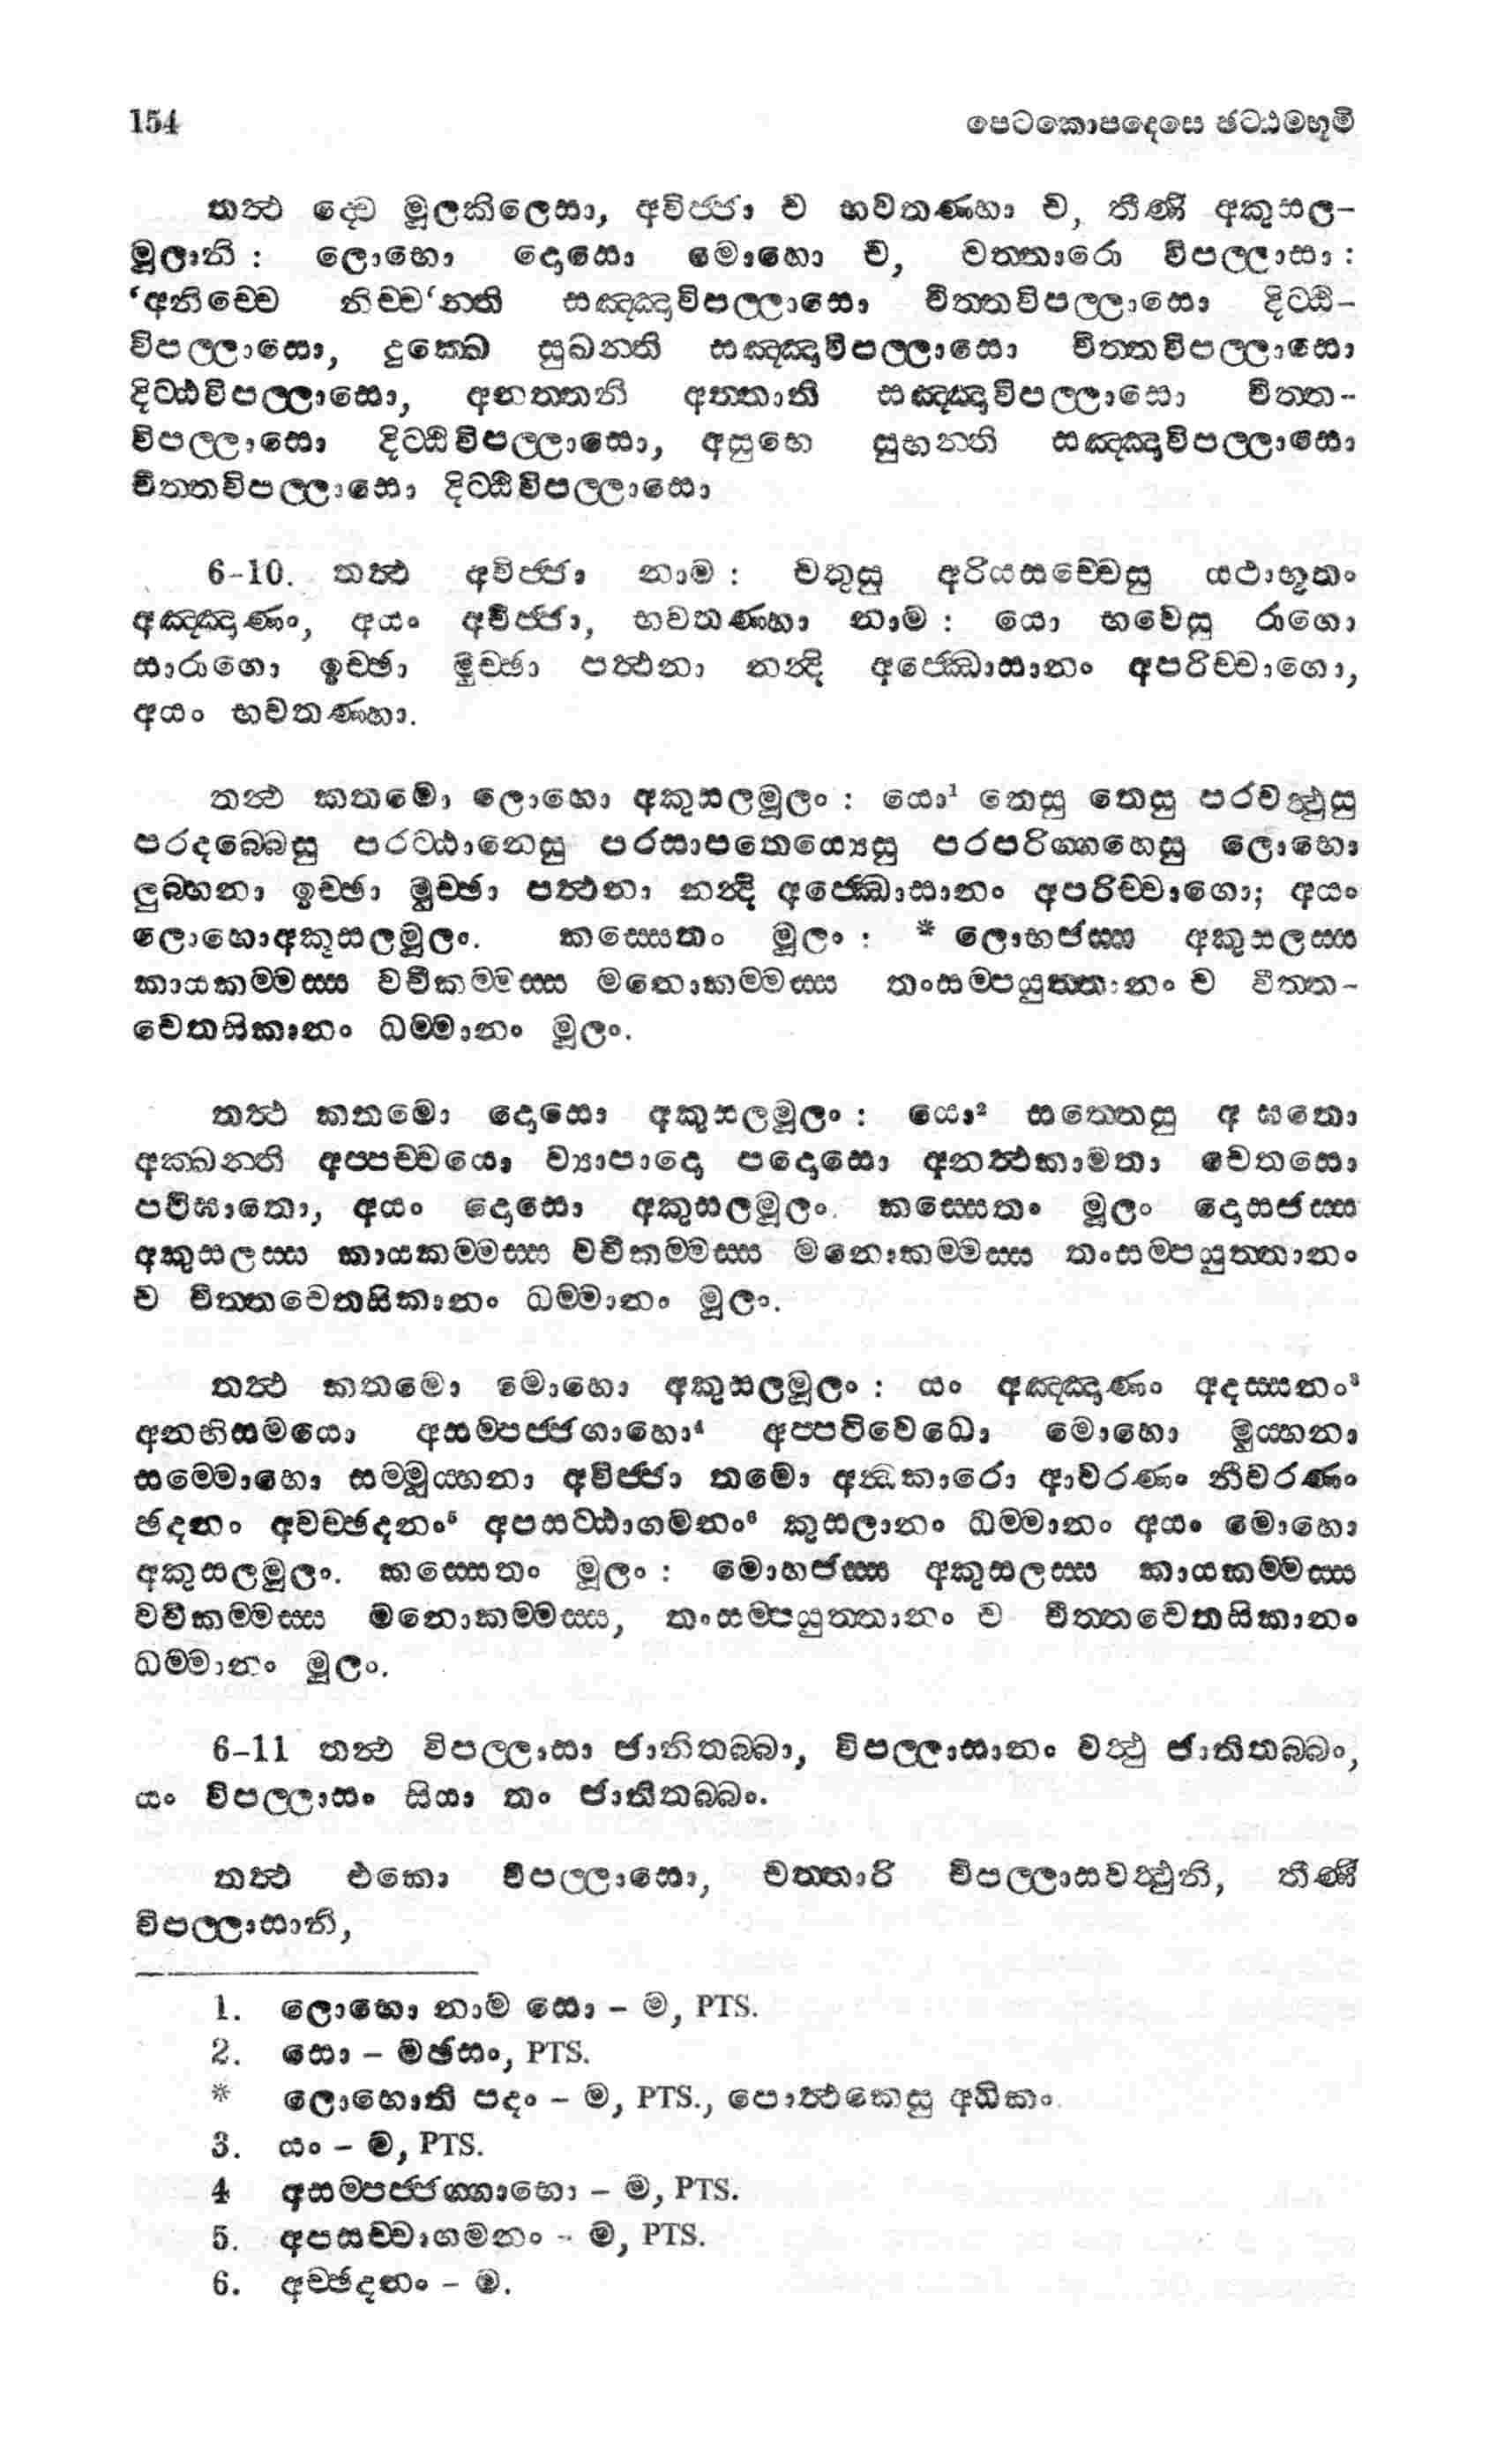 154 පෙටකොපදෙසෙ ඡට්ඨමභූමි
තත්ථ ද්වෙ මූලකිලෙසා, අවිජ්ජා ච භවතණ්හා ච, තීණි අකුසල-
මූලානි : ලොභො දොසො මොහො ච, චත්තාරො විපල්ලාසා :
‘අනිච්චෙ නිච්ච‘න්ති සඤ්ඤාවිපල්ලාසො චිත්තවිපල්ලාසො දිට්ඨි-
විපල්ලාසො, දුක්ඛෙ සුඛන්ති සඤ්ඤාවිපල්ලාසො චිත්තවිපල්ලාසො
දිට්ඨිවිපල්ලාසො, අනත්තනි අත්තාති සඤ්ඤාවිපල්ලාසො චිත්ත-
විපල්ලාසො දිට්ඨිවිපල්ලාසො, අසුභෙ සුභන්ති සඤ්ඤාවිපල්ලාසො
චිත්තවිපල්ලාසො දිට්ඨිවිපල්ලාසො
6-10. තත්ථ අවිජ්ජා නාම : චතුසු අරියසච්චෙසු යථාභූතං
අඤ්ඤාණං, අයං අවිජ්ජා, භවතණ්හා නාම : යො භවෙසු රාගො
සාරාගො ඉච්ඡා මුච්ඡා පත්ථනා නන්දි අජ්ඣොසානං අපරිච්චාගො,
අයං භවතණ්හා.
තත්ථ කතමො ලොභො අකුසලමූලං : යො¹ තෙසු තෙසු පරවත්ථුසු
පරදබ්බෙසු පරට්ඨානෙසු පරසාපතෙය්‍යෙසු පරපරිග්ගහෙසු ලොභො
ලුබ්භනා ඉච්ඡා මුච්ඡා පත්ථනා නන්දි අජ්ඣොසානං අපරිච්චාගො; අයං
ලොභොඅකුසලමූලං. කස්සෙතං මූලං : * ලොභජස්ස අකුසලස්ස
කායකම්මස්ස වචීකම්මස්ස මනොකම්මස්ස තංසම්පයුත්තානං ච චිත්ත-
චෙතසිකානං ධම්මානං මූලං.
තත්ථ කතමො දොසො අකුසලමූලං : යො² සත්තෙසු අ ඝාතො
අක්ඛන්ති අප්පච්චයො ව්‍යාපාදො පදොසො අනත්ථකාමතා චෙතසො
පටිඝාතො, අයං දොසො අකුසලමූලං. කස්සෙතං මූලං දොසජස්ස
අකුසලස්ස කායකම්මස්ස වචීකම්මස්ස මනොකම්මස්ස තංසම්පයුත්තානං
ච චිත්තචෙතසිකානං ධම්මානං මූලං.
තත්ථ කතමො මොහො අකුසලමූලං : යං අඤ්ඤාණං අදස්සනං³
අනභිසමයො අසම්පජ්ජගාහො⁴ අප්පටිවෙධො මොහො මුය්හනා
සම්මොහො සම්මුය්හනා අවිජ්ජා තමො අන්ධකාරො ආවරණං නීවරණං
ඡදනං අවච්ඡදනං⁵ අපසට්ඨාගමනං⁶ කුසලානං ධම්මානං අයං මොහො
අකුසලමූලං. කස්සෙතං මූලං : මොහජස්ස අකුසලස්ස කායකම්මස්ස
වචීකම්මස්ස මනොකම්මස්ස, තංසම්පයුත්තානං ච චිත්තචෙතසිකානං
ධම්මානං මූලං.
6-11 තත්ථ විපල්ලාසා ජානිතබ්බා, විපල්ලාසානං වත්ථු ජානිතබ්බං,
යං විපල්ලාසං සියා තං ජානිතබ්බං.
තත්ථ එකො විපල්ලාසො, චත්තාරි විපල්ලාසවත්ථුනි, තීණි
විපල්ලාසානි,
1. ලොභො නාම සො – ම, PTS.
2. සො – මඡසං, PTS.
* ලොභොති පදං – ම, PTS., පොත්ථකෙසු අධිකං.
3. යං – ම, PTS.
4 අසම්පජ්ජග්ගාහො – ම, PTS.
5. අපසච්චාගමනං – ම, PTS.
6. අච්ඡදනං – ම.